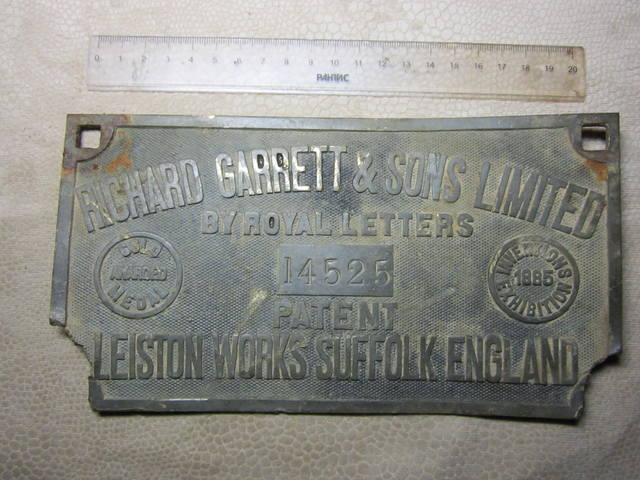 0 1 2 3 4 5 6 7 8 9 10 11 12 13 14 15 16 17 18 19 20
РАНТИС
RICHARD GARRETT & SONS LIMITED
BY ROYAL LETTERS
GOLD
AWARDED
MEDAL
14525
INVENTIONS
1885
EXHIBITION
PATENT
LEISTON WORKS SUFFOLK ENGLAND